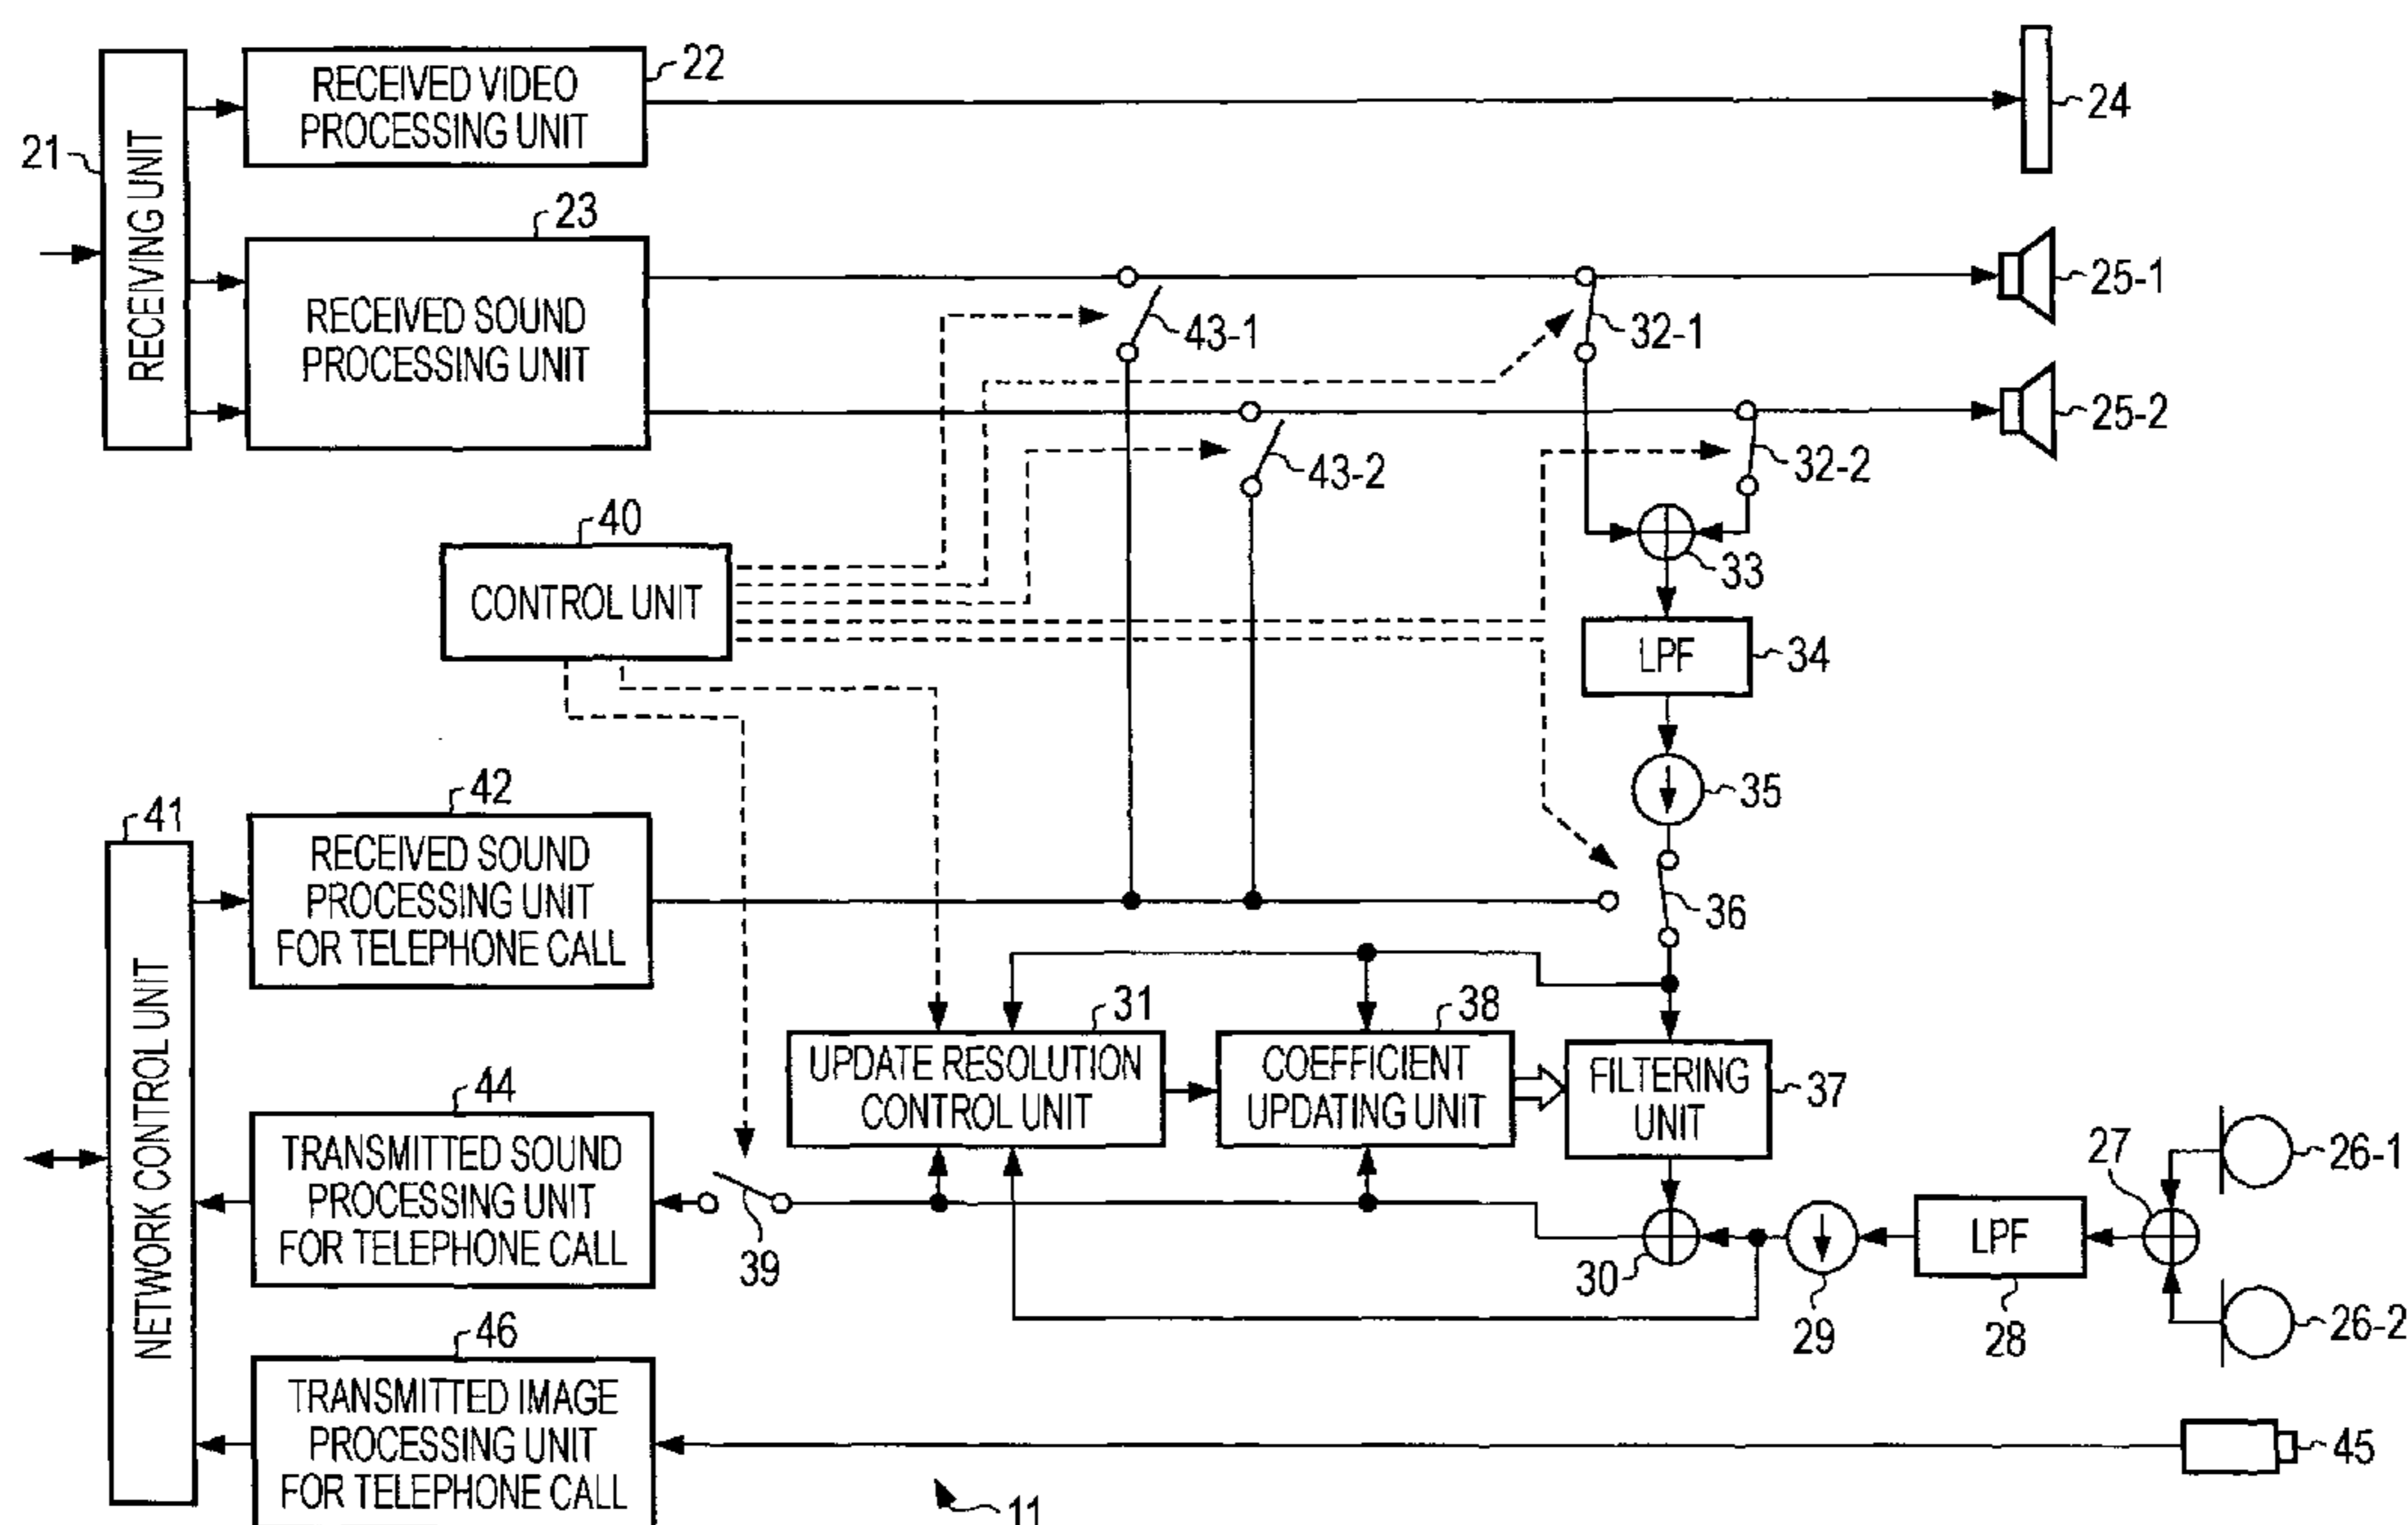 22
RECEIVED VIDEO
PROCESSING UNIT
24
21
RECEIVING UNIT
23
RECEIVED SOUND
PROCESSING UNIT
25-1
43-1
32-1
25-2
43-2
32-2
40
CONTROL UNIT
33
LPF
34
35
42
41
RECEIVED SOUND
PROCESSING UNIT
FOR TELEPHONE CALL
36
NETWORK CONTROL UNIT
31
38
UPDATE RESOLUTION
CONTROL UNIT
COEFFICIENT
UPDATING UNIT
FILTERING
UNIT
37
44
TRANSMITTED SOUND
PROCESSING UNIT
FOR TELEPHONE CALL
39
27
26-1
30
29
LPF
28
26-2
46
TRANSMITTED IMAGE
PROCESSING UNIT
FOR TELEPHONE CALL
45
11